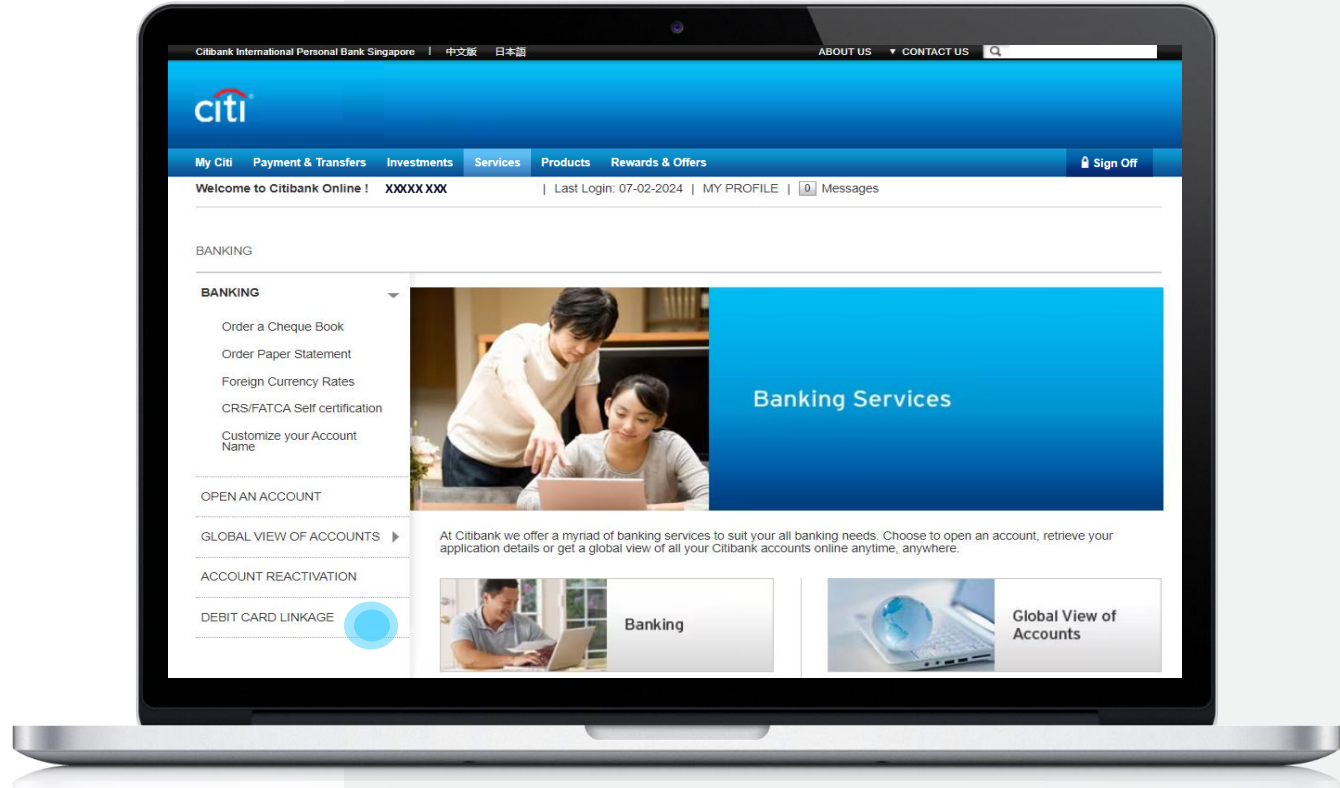 Citibank International Personal Bank Singapore | 中文版 日本語 ABOUT US ▼ CONTACT US
citi®
My Citi Payment & Transfers Investments Services Products Rewards & Offers Sign Off
Welcome to Citibank Online ! XXXXX XXX | Last Login: 07-02-2024 | MY PROFILE | 0 Messages
BANKING
BANKING
Order a Cheque Book
Order Paper Statement
Foreign Currency Rates
CRS/FATCA Self certification
Customize your Account
Name
OPEN AN ACCOUNT
GLOBAL VIEW OF ACCOUNTS
ACCOUNT REACTIVATION
DEBIT CARD LINKAGE
Banking Services
At Citibank we offer a myriad of banking services to suit your all banking needs. Choose to open an account, retrieve your
application details or get a global view of all your Citibank accounts online anytime, anywhere.
Banking
Global View of
Accounts